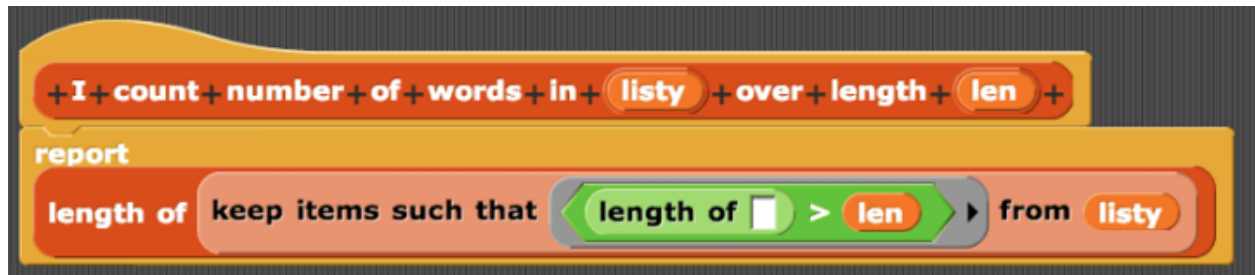 +I+count+number+of+words+in+listy+over+length+len+
report
length of keep items such that length of > len from listy